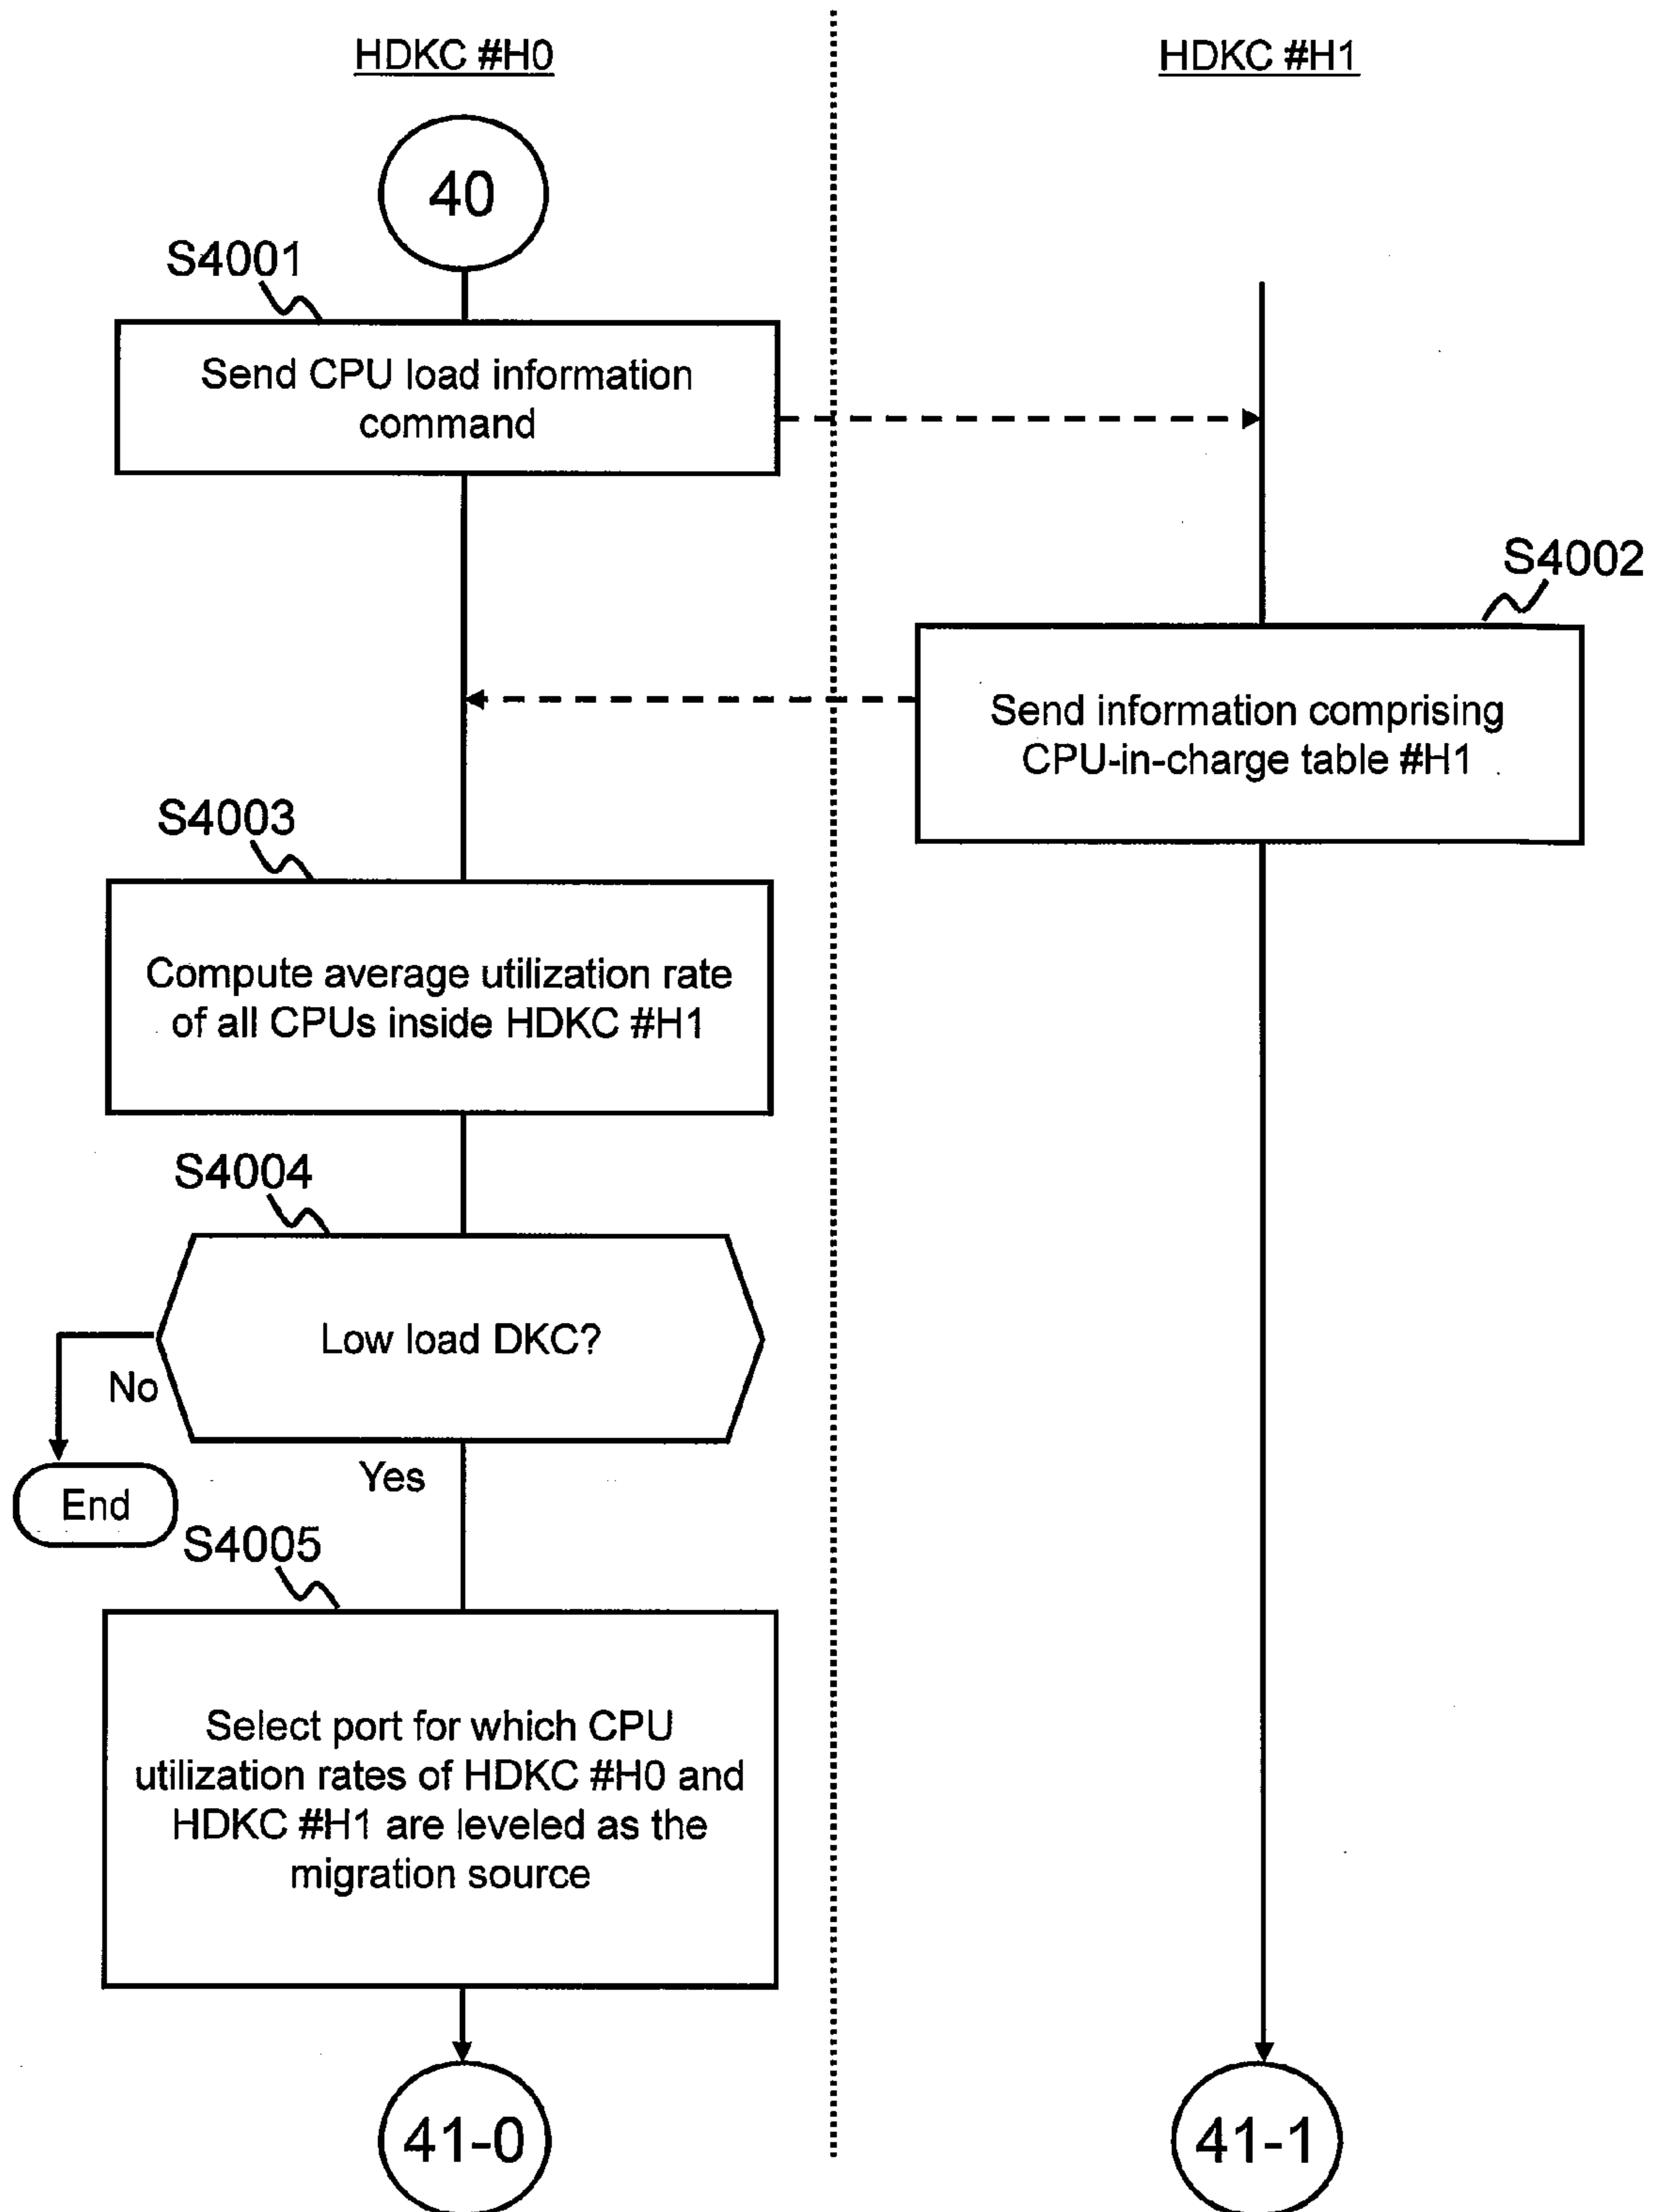 HDKC #H0
HDKC #H1
40
S4001
Send CPU load information
command
S4002
Send information comprising
CPU-in-charge table #H1
S4003
Compute average utilization rate
of all CPUs inside HDKC #H1
S4004
Low load DKC?
No
Yes
End
S4005
Select port for which CPU
utilization rates of HDKC #H0 and
HDKC #H1 are leveled as the
migration source
41-0
41-1